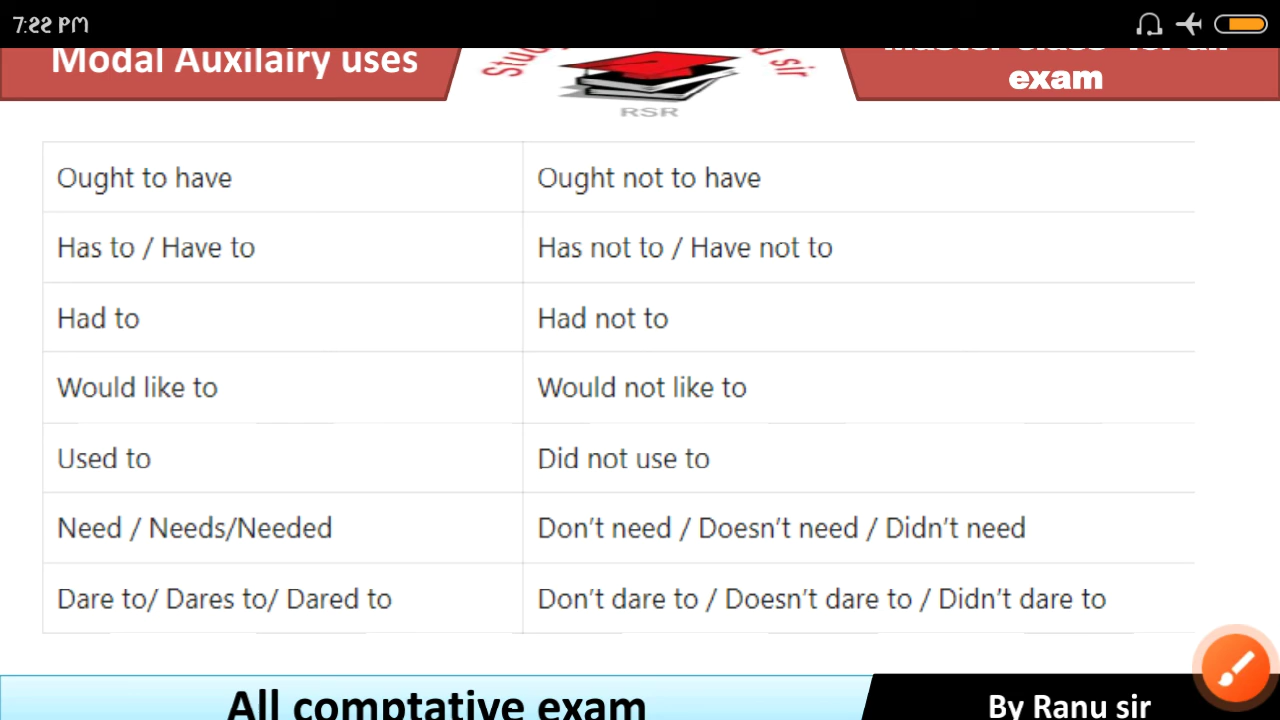 7:22 PM
Modal Auxilairy uses
exam
RSR
Ought to have
Ought not to have
Has to / Have to
Has not to / Have not to
Had to
Had not to
Would like to
Would not like to
Used to
Did not use to
Need / Needs/Needed
Don't need / Doesn't need / Didn't need
Dare to/ Dares to/ Dared to
Don't dare to / Doesn't dare to / Didn't dare to
All comptative exam
By Ranu sir